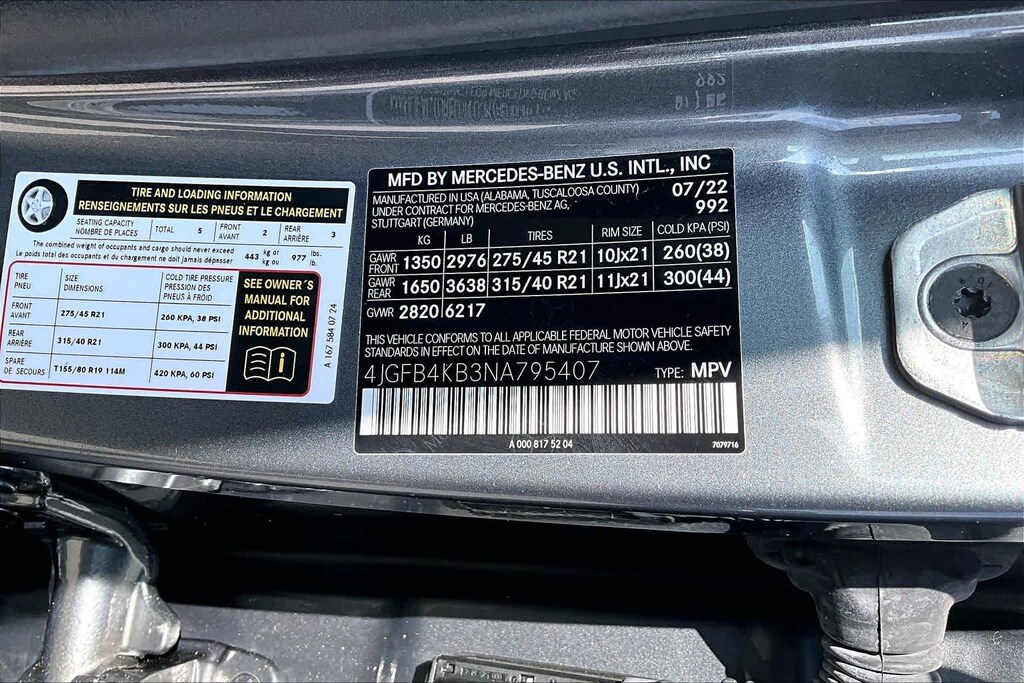 TIRE AND LOADING INFORMATION
RENSEIGNEMENTS SUR LES PNEUS ET LE CHARGEMENT
SEATING CAPACITY
NOMBRE DE PLACES
TOTAL 5
FRONT
AVANT 2
REAR
ARRIÈRE 3
The combined weight of occupants and cargo should never exceed
Le poids total des occupants et du chargement ne doit jamais dépasser
443 kg or
kg ou
977 lbs.
lb.
TIRE
PNEU
SIZE
DIMENSIONS
COLD TIRE PRESSURE
PRESSION DES
PNEUS À FROID
FRONT
AVANT
275/45 R21
260 KPA, 38 PSI
REAR
ARRIÈRE
315/40 R21
300 KPA, 44 PSI
SPARE
DE SECOURS
T155/80 R19 114M
420 KPA, 60 PSI
SEE OWNER´S
MANUAL FOR
ADDITIONAL
INFORMATION
i
A 167 584 07 24
MFD BY MERCEDES-BENZ U.S. INTL., INC
MANUFACTURED IN USA (ALABAMA, TUSCALOOSA COUNTY)
UNDER CONTRACT FOR MERCEDES-BENZ AG,
STUTTGART (GERMANY)
07/22
992
KG LB TIRES RIM SIZE COLD KPA (PSI)
GAWR
FRONT 1350 2976 275/45 R21 10Jx21 260(38)
GAWR
REAR 1650 3638 315/40 R21 11Jx21 300(44)
GVWR 2820 6217
THIS VEHICLE CONFORMS TO ALL APPLICABLE FEDERAL MOTOR VEHICLE SAFETY
STANDARDS IN EFFECT ON THE DATE OF MANUFACTURE SHOWN ABOVE.
4JGFB4KB3NA795407 TYPE: MPV
A 000 817 52 04
7079716